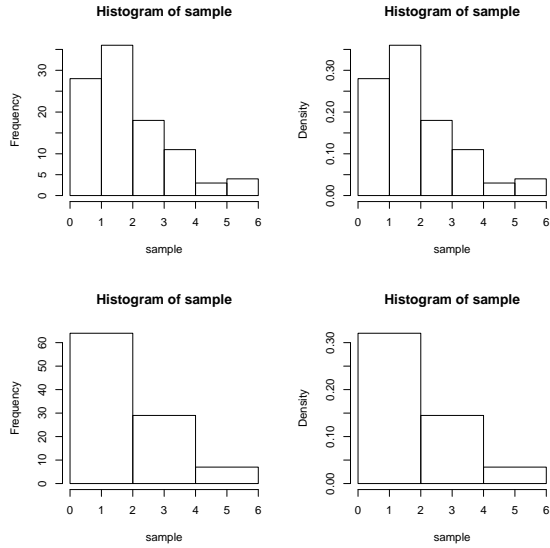 Histogram of sample
Frequency
0 5 10 20 30
0 1 2 3 4 5 6
sample
Histogram of sample
Density
0.00 0.10 0.20 0.30
0 1 2 3 4 5 6
sample
Histogram of sample
Frequency
0 10 20 30 40 50 60
0 1 2 3 4 5 6
sample
Histogram of sample
Density
0.00 0.10 0.20 0.30
0 1 2 3 4 5 6
sample